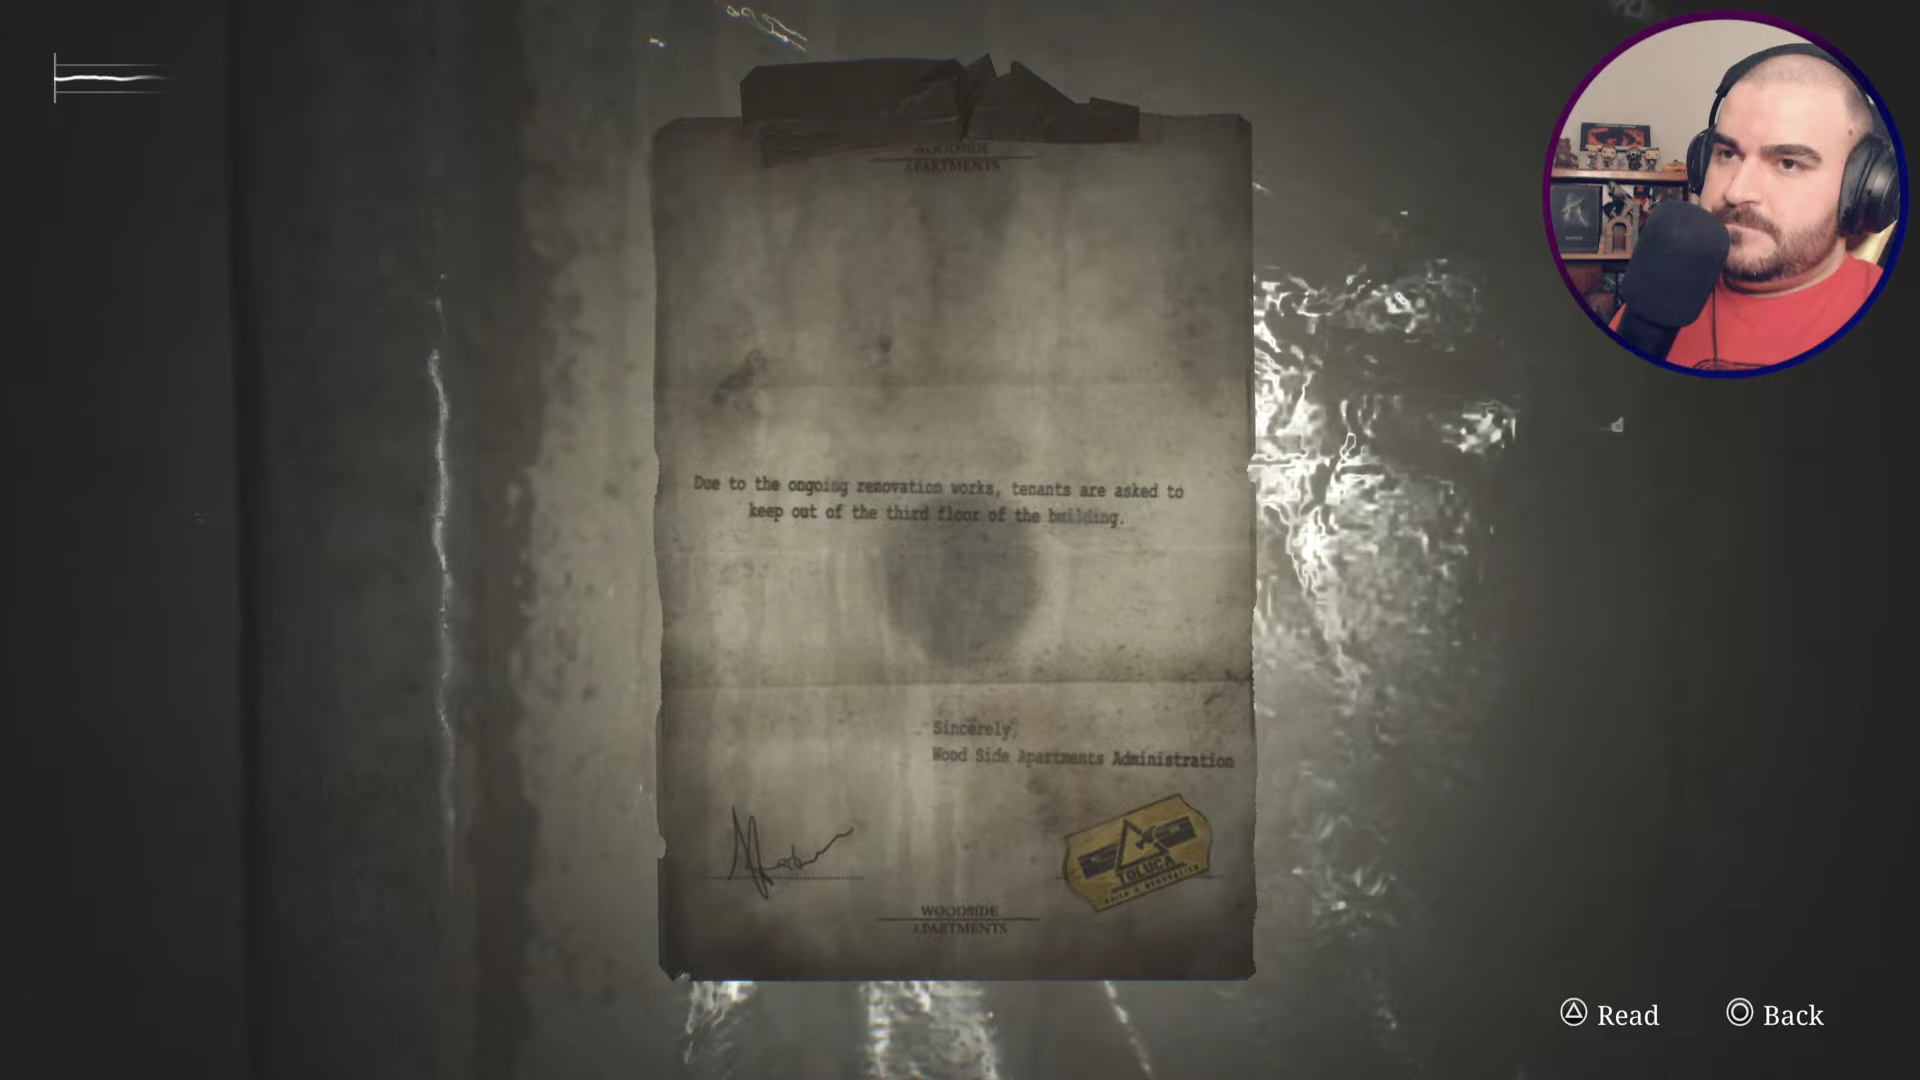 WOODSIDE
APARTMENTS
Due to the ongoing renovation works, tenants are asked to
keep out of the third floor of the building.
Sincerely,
Wood Side Apartments Administration
TOLUCA
WOODSIDE
APARTMENTS
Read
Back